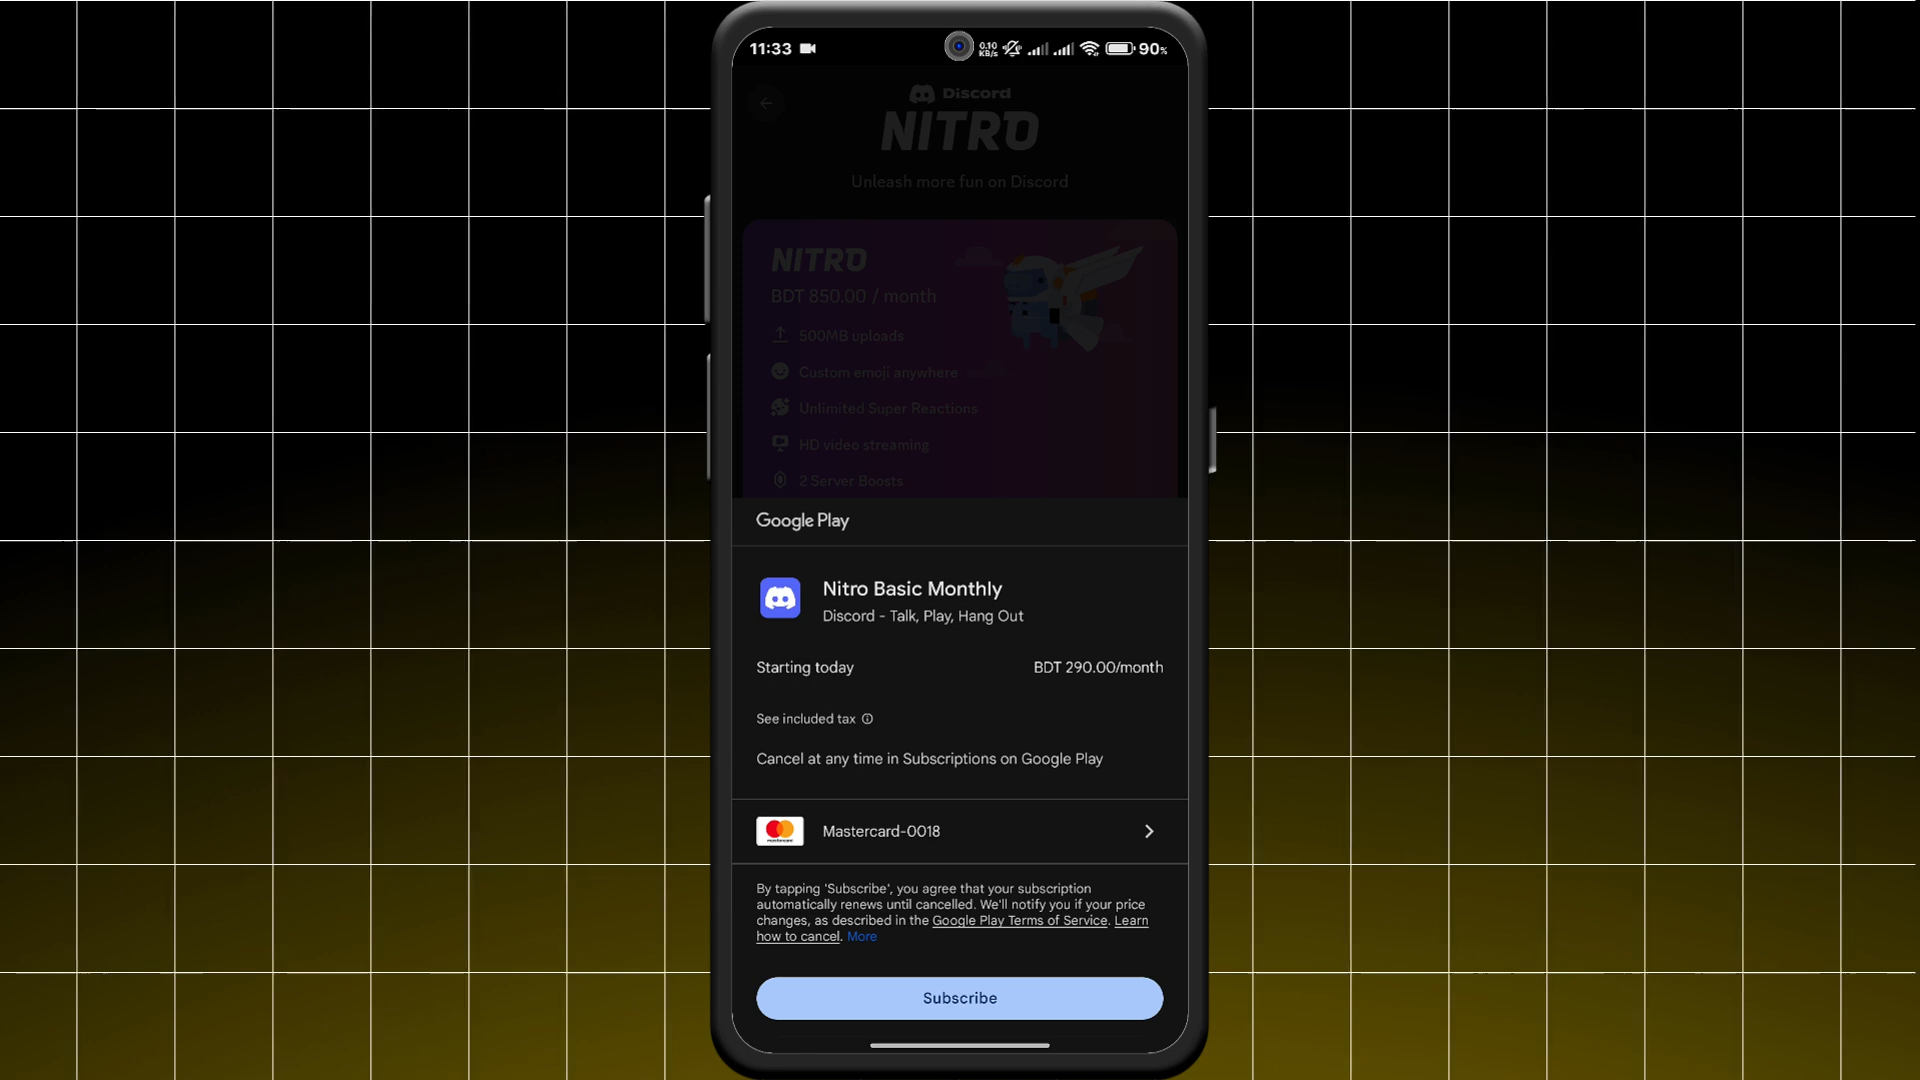 11:33
0.10
KB/s
90%
Discord
NITRO
Unleash more fun on Discord
NITRO
BDT 850.00 / month
500MB uploads
Custom emoji anywhere
Unlimited Super Reactions
HD video streaming
2 Server Boosts
Google Play
Nitro Basic Monthly
Discord - Talk, Play, Hang Out
Starting today BDT 290.00/month
See included tax
Cancel at any time in Subscriptions on Google Play
mastercard
Mastercard-0018
By tapping 'Subscribe', you agree that your subscription
automatically renews until cancelled. We'll notify you if your price
changes, as described in the Google Play Terms of Service. Learn
how to cancel. More
Subscribe